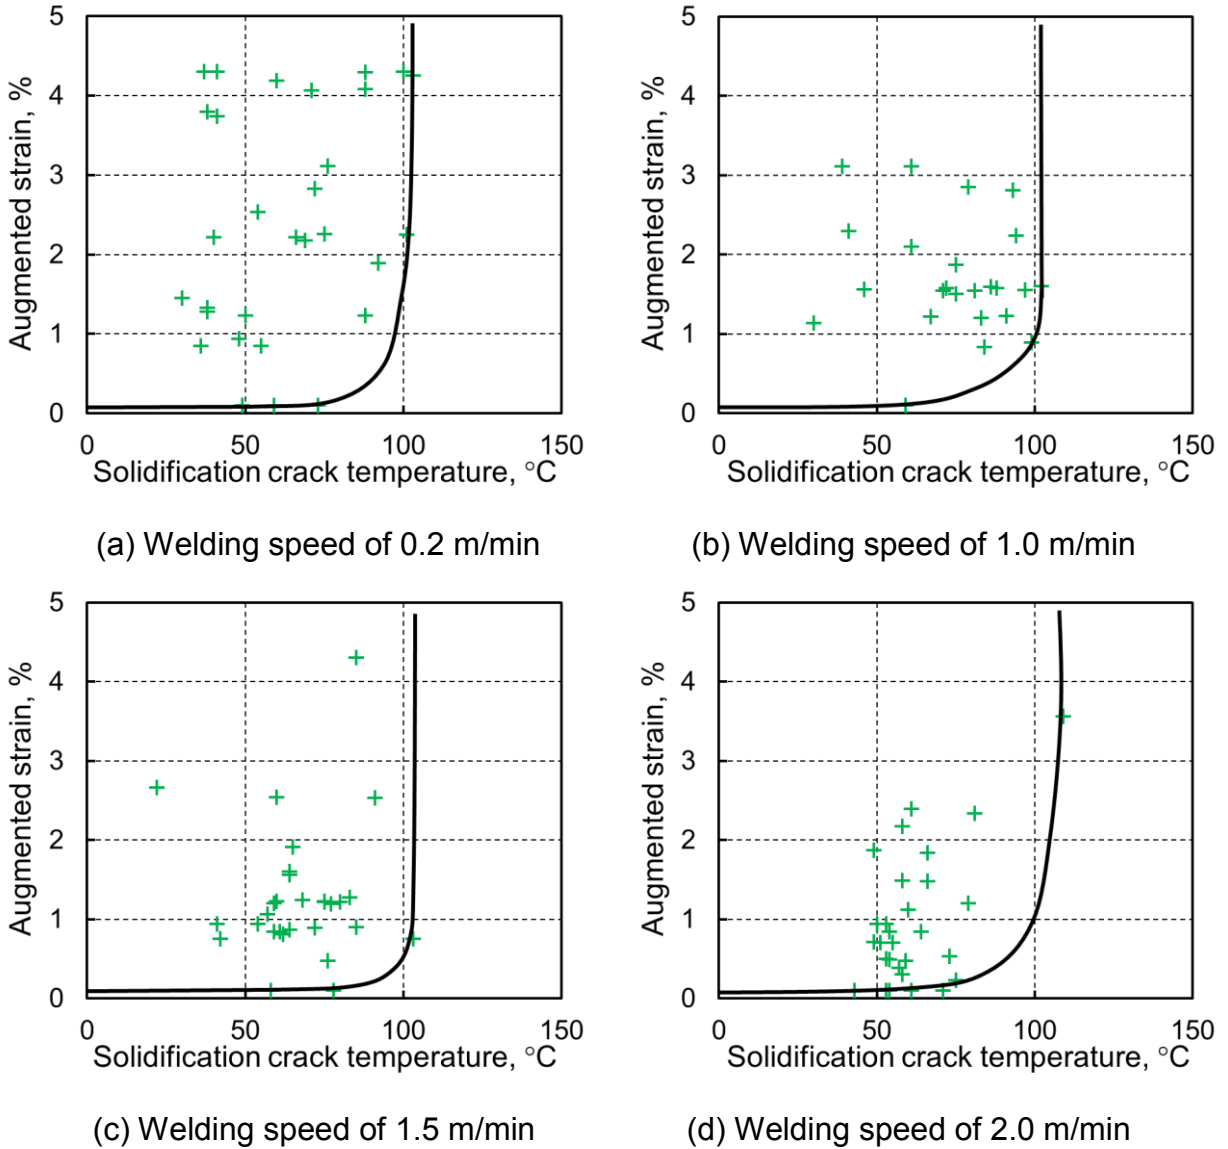 5
4
3
2
1
0
Augmented strain, %
0 50 100 150
Solidification crack temperature, °C
(a) Welding speed of 0.2 m/min
5
4
3
2
1
0
Augmented strain, %
0 50 100 150
Solidification crack temperature, °C
(b) Welding speed of 1.0 m/min
5
4
3
2
1
0
Augmented strain, %
0 50 100 150
Solidification crack temperature, °C
(c) Welding speed of 1.5 m/min
5
4
3
2
1
0
Augmented strain, %
0 50 100 150
Solidification crack temperature, °C
(d) Welding speed of 2.0 m/min